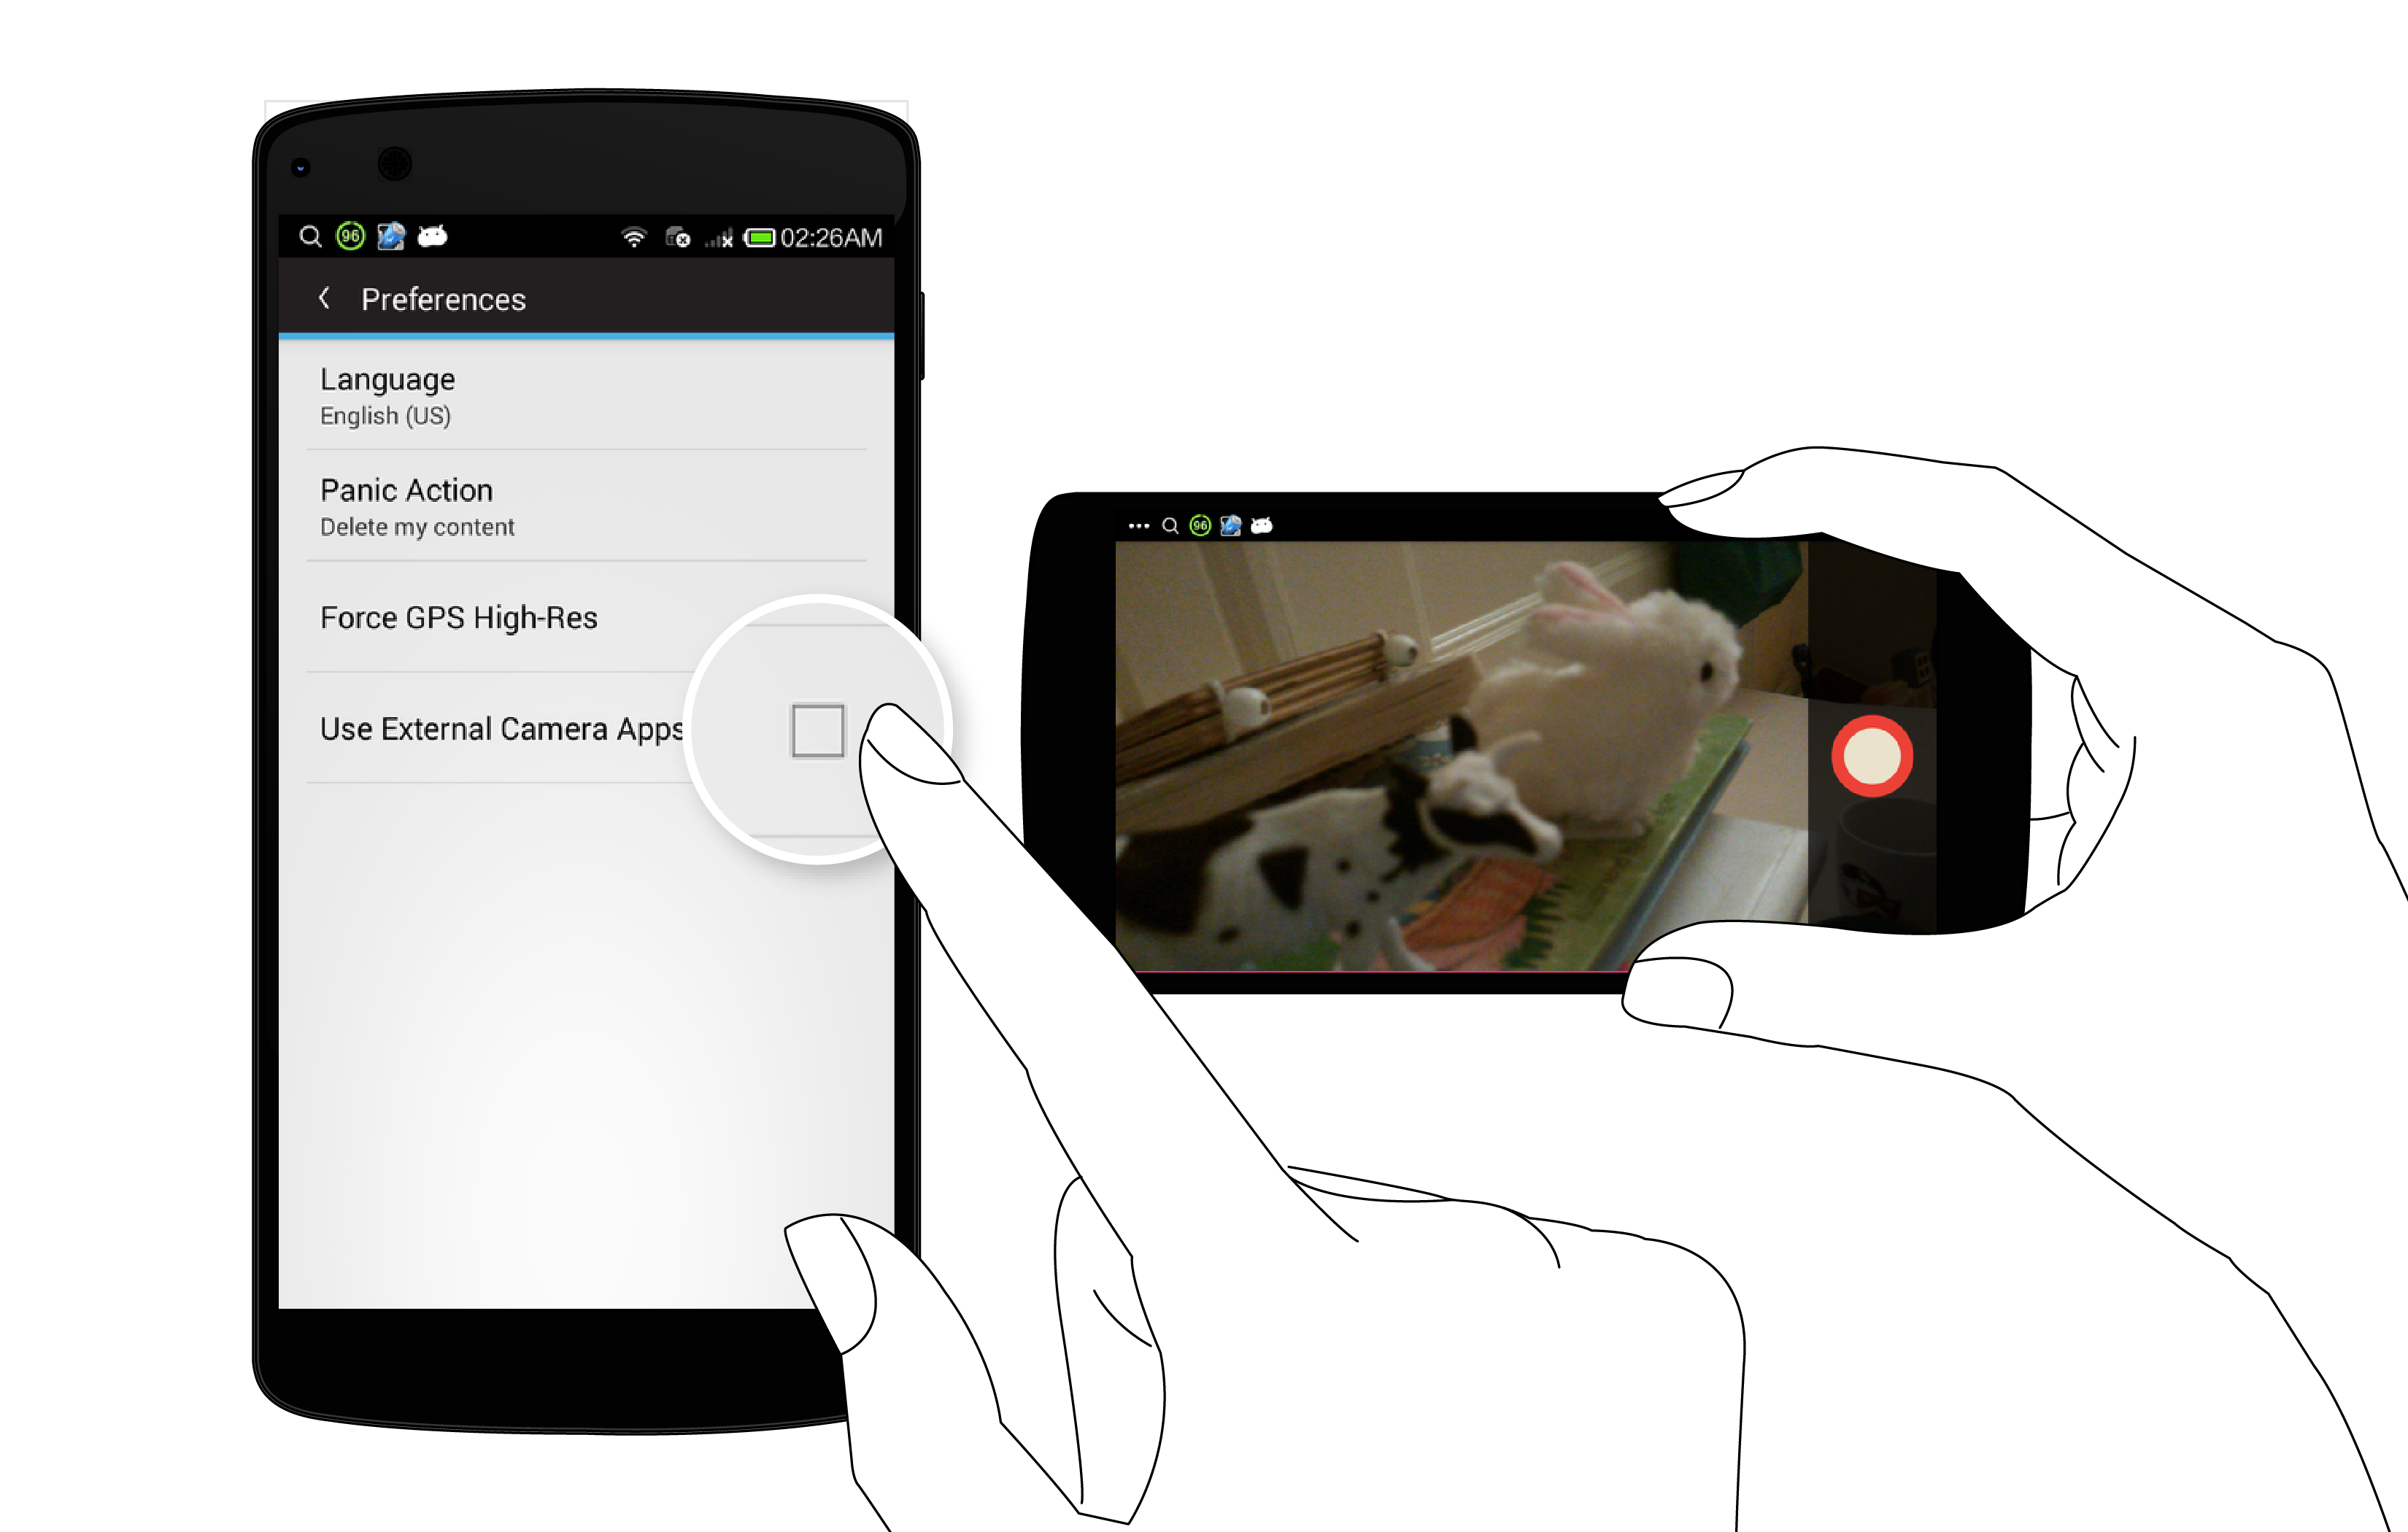 96
02:26AM
Preferences
Language
English (US)
Panic Action
Delete my content
Force GPS High-Res
Use External Camera Apps
96